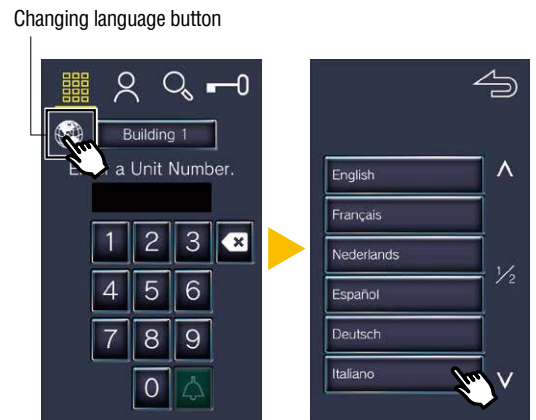 Changing language button
Building 1
Enter a Unit Number.
1 2 3
4 5 6
7 8 9
0
English
Français
Nederlands
Español
Deutsch
Italiano
1/2